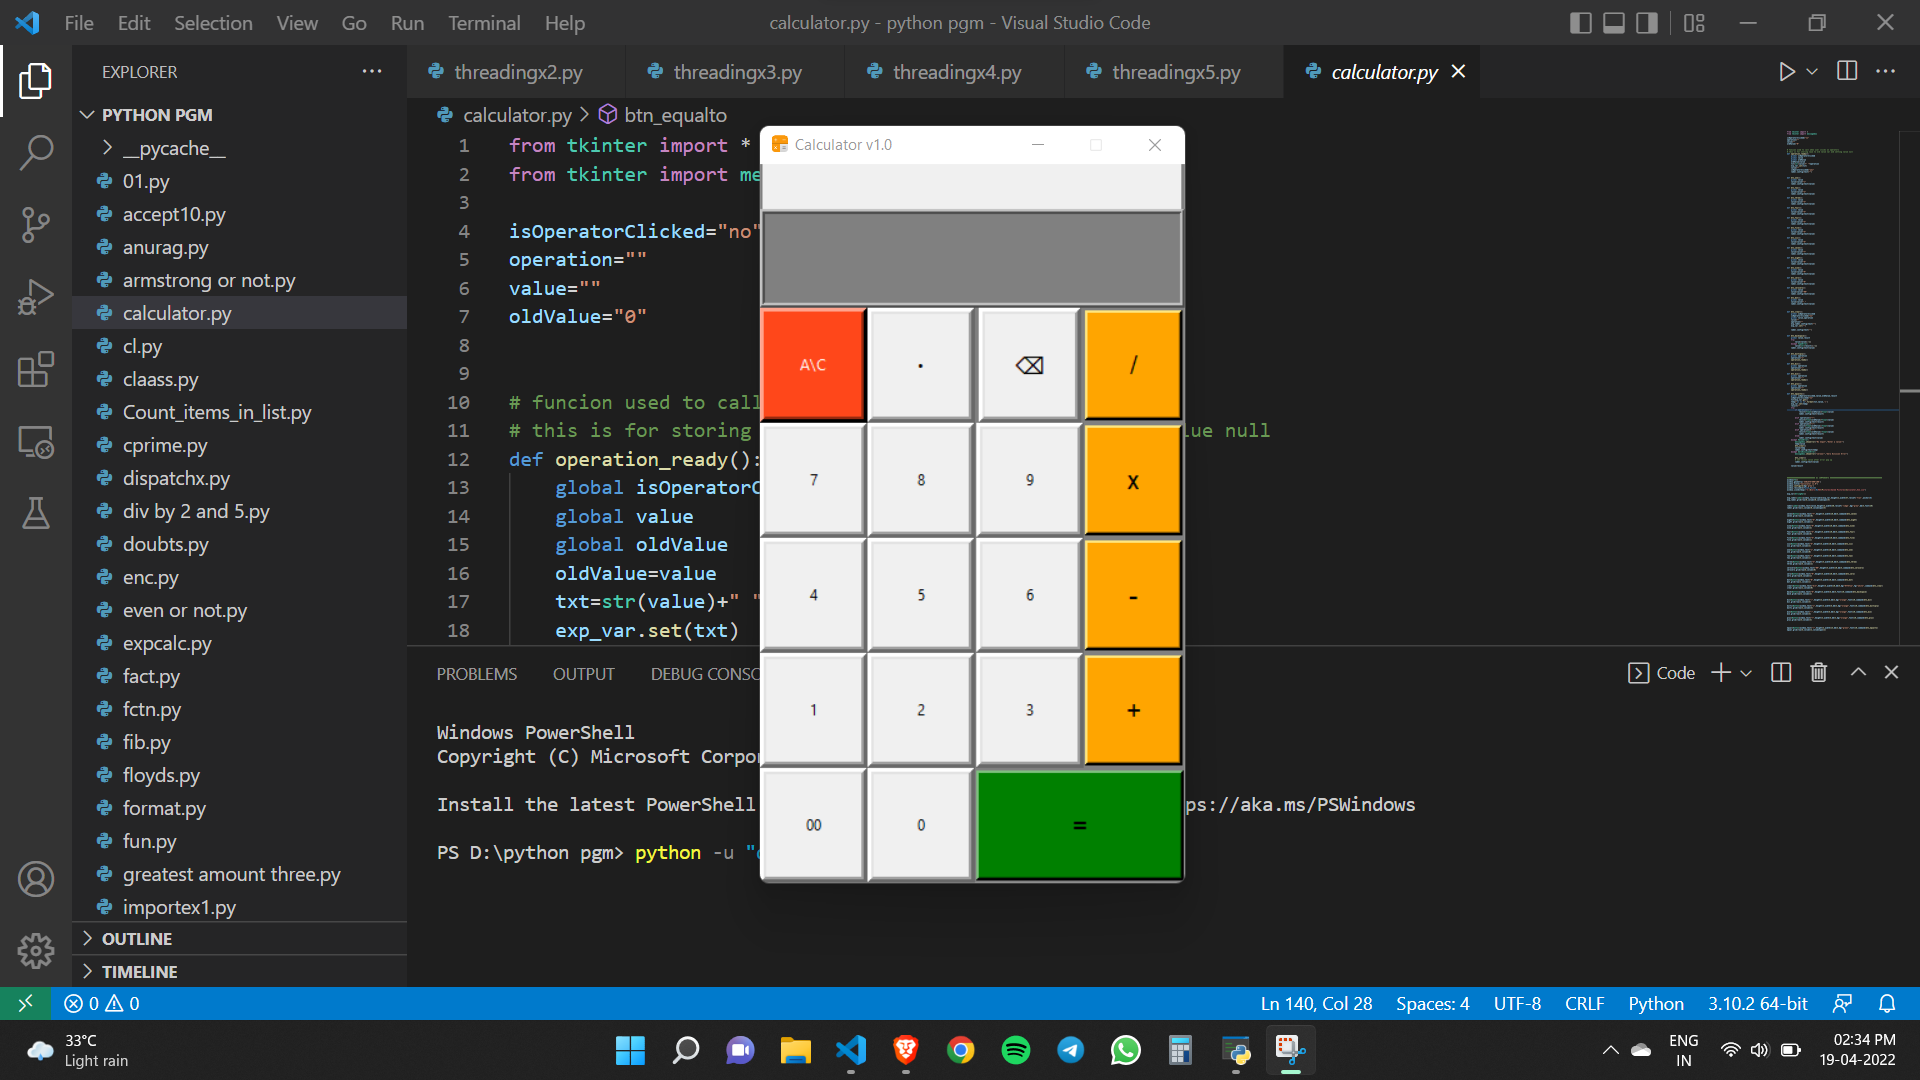 File Edit Selection View Go Run Terminal Help
calculator.py - python pgm - Visual Studio Code
EXPLORER
PYTHON PGM
__pycache__
01.py
accept10.py
anurag.py
armstrong or not.py
calculator.py
cl.py
claass.py
Count_items_in_list.py
cprime.py
dispatchx.py
div by 2 and 5.py
doubts.py
enc.py
even or not.py
expcalc.py
fact.py
fctn.py
fib.py
floyds.py
format.py
fun.py
greatest amount three.py
importex1.py
OUTLINE
TIMELINE
threadingx2.py threadingx3.py threadingx4.py threadingx5.py calculator.py
calculator.py > btn_equalto
1 from tkinter import *
2 from tkinter import me
3
4 isOperatorClicked="no"
5 operation=""
6 value=""
7 oldValue="0"
8
9
10 # funcion used to call
11 # this is for storing ue null
12 def operation_ready():
13 global isOperatorC
14 global value
15 global oldValue
16 oldValue=value
17 txt=str(value)+" "
18 exp_var.set(txt)
Calculator v1.0
A\C . ⌫ /
7 8 9 X
4 5 6 -
1 2 3 +
00 0 =
PROBLEMS OUTPUT DEBUG CONSO
Code
Windows PowerShell
Copyright (C) Microsoft Corpor
Install the latest PowerShell ps://aka.ms/PSWindows
PS D:\python pgm> python -u "
0 0
Ln 140, Col 28 Spaces: 4 UTF-8 CRLF Python 3.10.2 64-bit
33°C
Light rain
ENG
IN
02:34 PM
19-04-2022